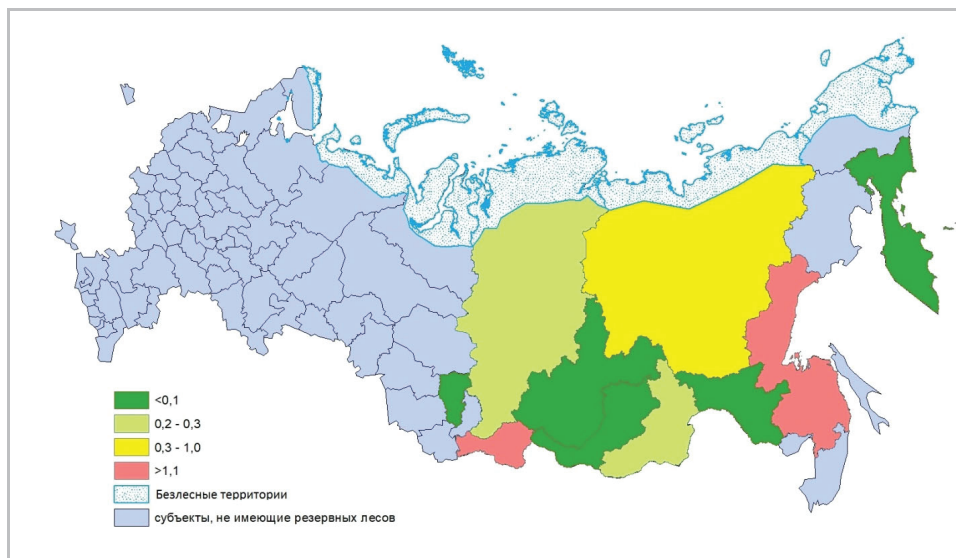 <0,1
0,2 - 0,3
0,3 - 1,0
>1,1
Безлесные территории
субъекты, не имеющие резервных лесов